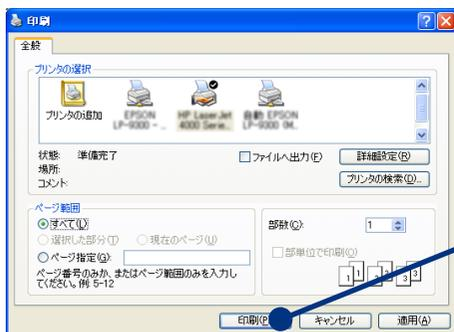 印刷
全般
プリンタの選択
プリンタの追加
EPSON LP-9000 - ...
HP LaserJet 4000 Serie...
自動 EPSON LP-9000 (M...
状態: 準備完了
場所:
コメント:
ファイルへ出力(F)
詳細設定(R)
プリンタの検索(D)...
ページ範囲
すべて(L)
選択した部分(T)
現在のページ(U)
ページ指定(G):
ページ番号のみか、またはページ範囲のみを入力し
てください。例: 5-12
部数(C):
1
部単位で印刷(O)
1 1 2 2 3 3
印刷(P)
キャンセル
適用(A)